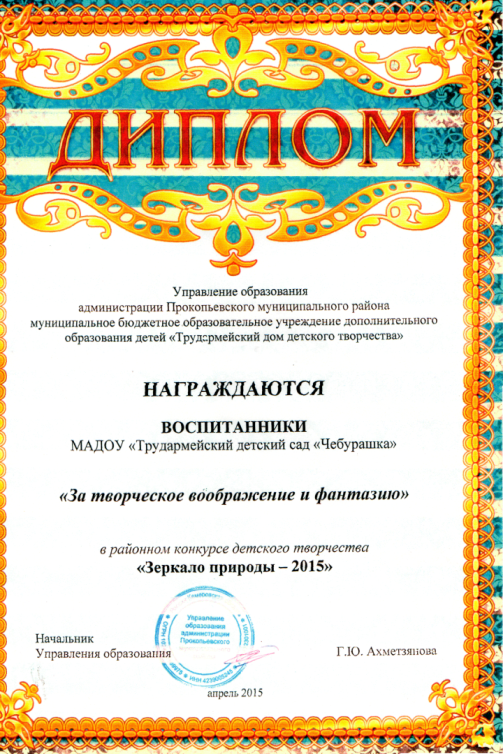 ДИПЛОМ
Управление образования
администрации Прокопьевского муниципального района
муниципальное бюджетное образовательное учреждение дополнительного
образования детей «Трудармейский дом детского творчества»
НАГРАЖДАЮТСЯ
ВОСПИТАННИКИ
МАДОУ «Трудармейский детский сад «Чебурашка»
«За творческое воображение и фантазию»
в районном конкурсе детского творчества
«Зеркало природы – 2015»
Управление
образования
администрации
Прокопьевского
Начальник
Управления образования
Г.Ю. Ахметзянова
апрель 2015